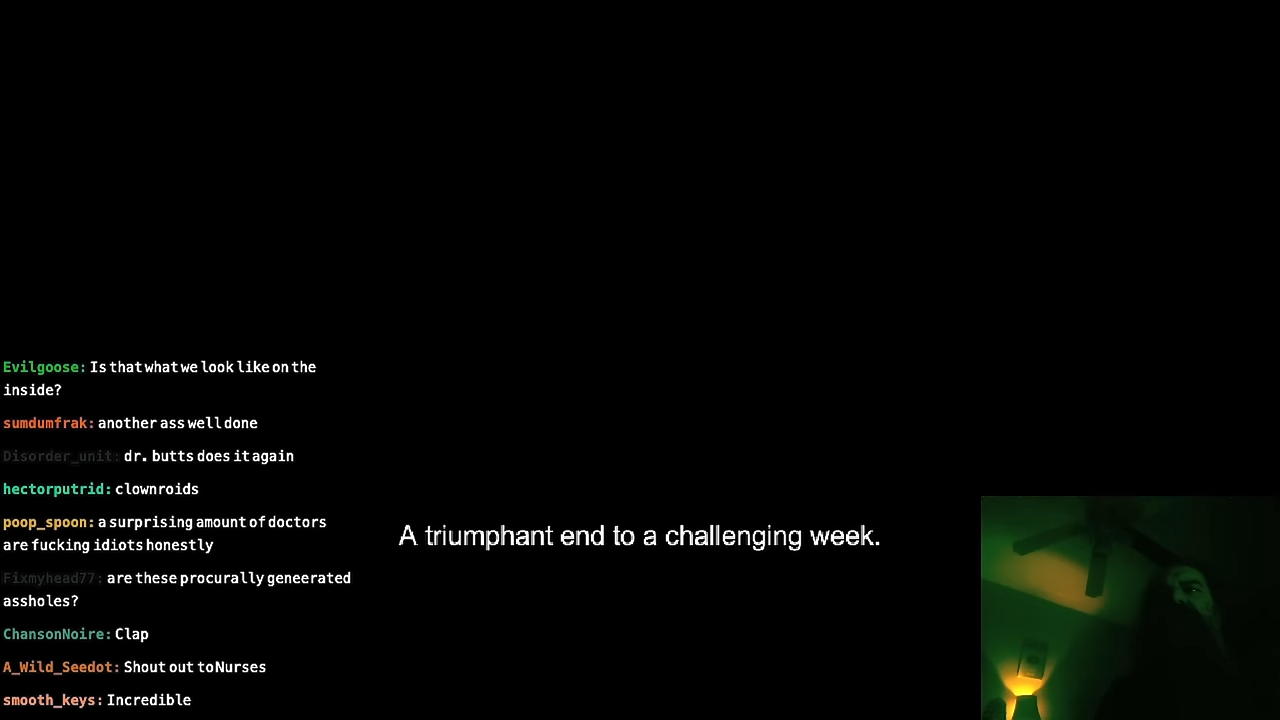 Evilgoose: Is that what we look like on the
inside?
sumdumfrak: another ass well done
Disorder_unit: dr. butts does it again
hectorputrid: clownroids
poop_spoon: a surprising amount of doctors
are fucking idiots honestly
Fixmyhead77: are these procurally geneerated
assholes?
ChansonNoire: Clap
A_Wild_Seedot: Shout out to Nurses
smooth_keys: Incredible
A triumphant end to a challenging week.